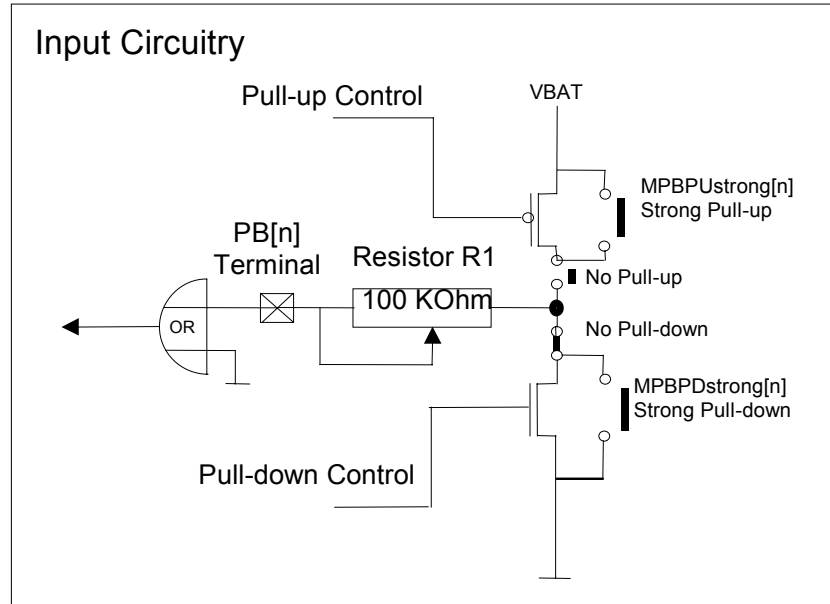 Input Circuitry
Pull-up Control
VBAT
MPBPUstrong[n]
Strong Pull-up
PB[n]
Terminal
Resistor R1
No Pull-up
100 KOhm
OR
No Pull-down
MPBPDstrong[n]
Strong Pull-down
Pull-down Control